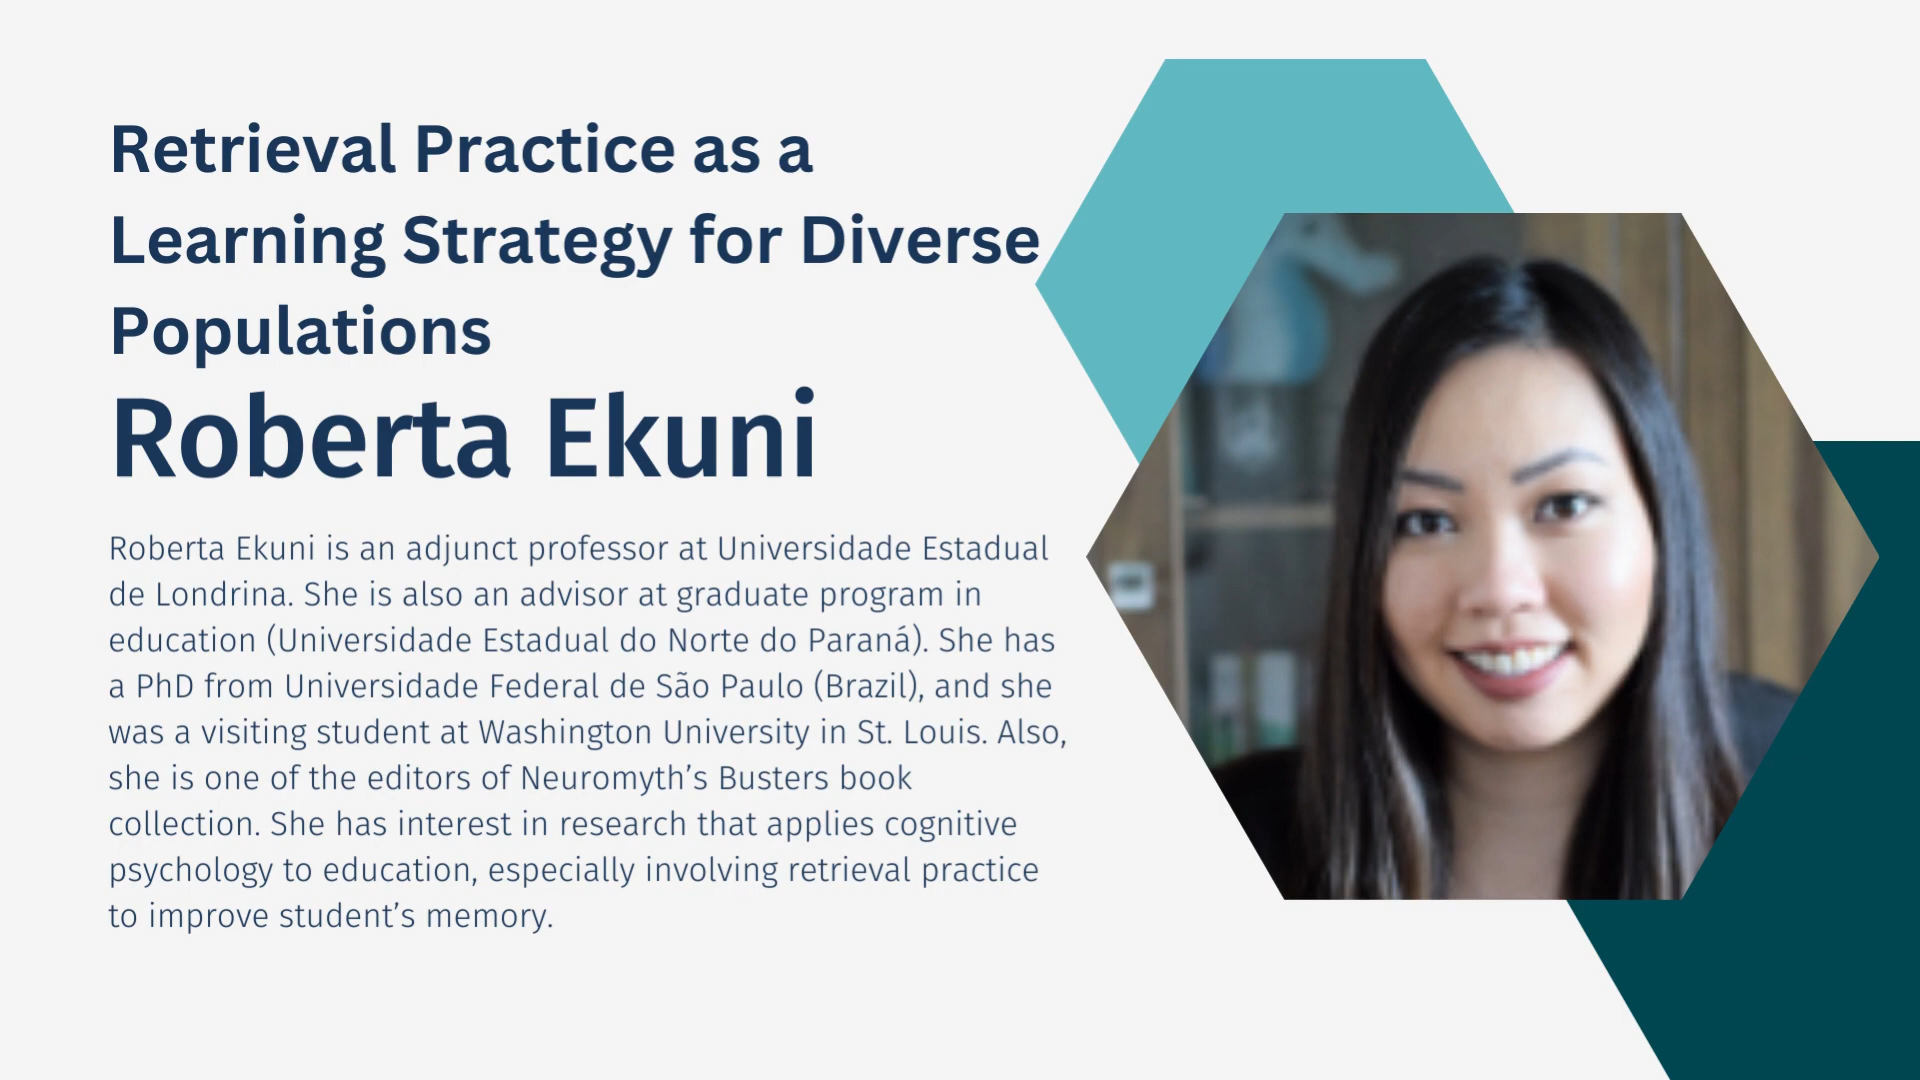 Retrieval Practice as a
Learning Strategy for Diverse
Populations
Roberta Ekuni
Roberta Ekuni is an adjunct professor at Universidade Estadual
de Londrina. She is also an advisor at graduate program in
education (Universidade Estadual do Norte do Paraná). She has
a PhD from Universidade Federal de São Paulo (Brazil), and she
was a visiting student at Washington University in St. Louis. Also,
she is one of the editors of Neuromyth’s Busters book
collection. She has interest in research that applies cognitive
psychology to education, especially involving retrieval practice
to improve student’s memory.